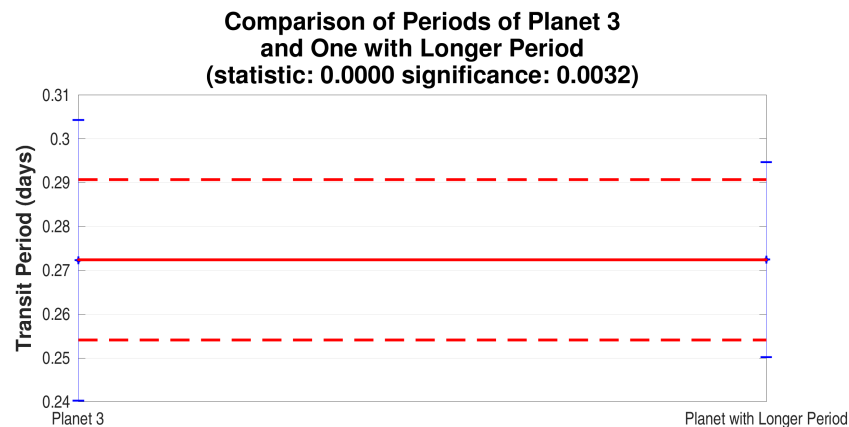 Comparison of Periods of Planet 3
and One with Longer Period
(statistic: 0.0000 significance: 0.0032)
Transit Period (days)
0.31
0.3
0.29
0.28
0.27
0.26
0.25
0.24
Planet 3
Planet with Longer Period